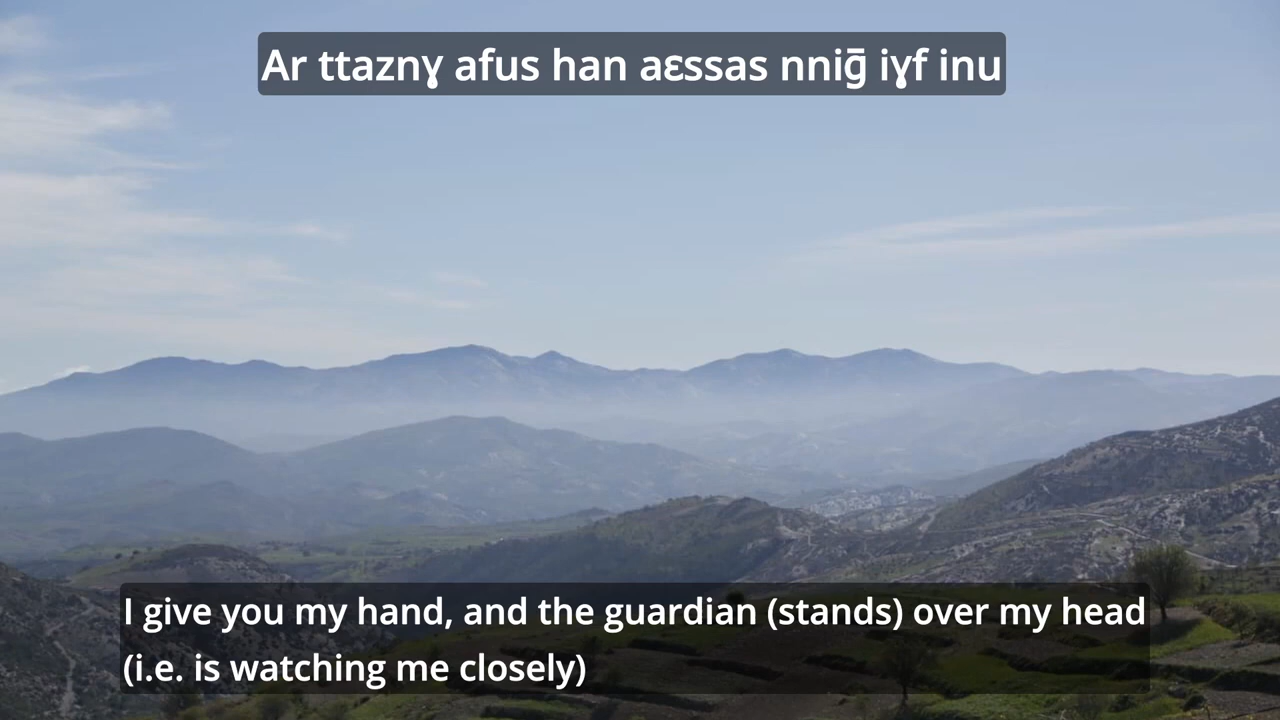 Ar ttaznɣ afus han aɛssas nniḡ iɣf inu
I give you my hand, and the guardian (stands) over my head
(i.e. is watching me closely)